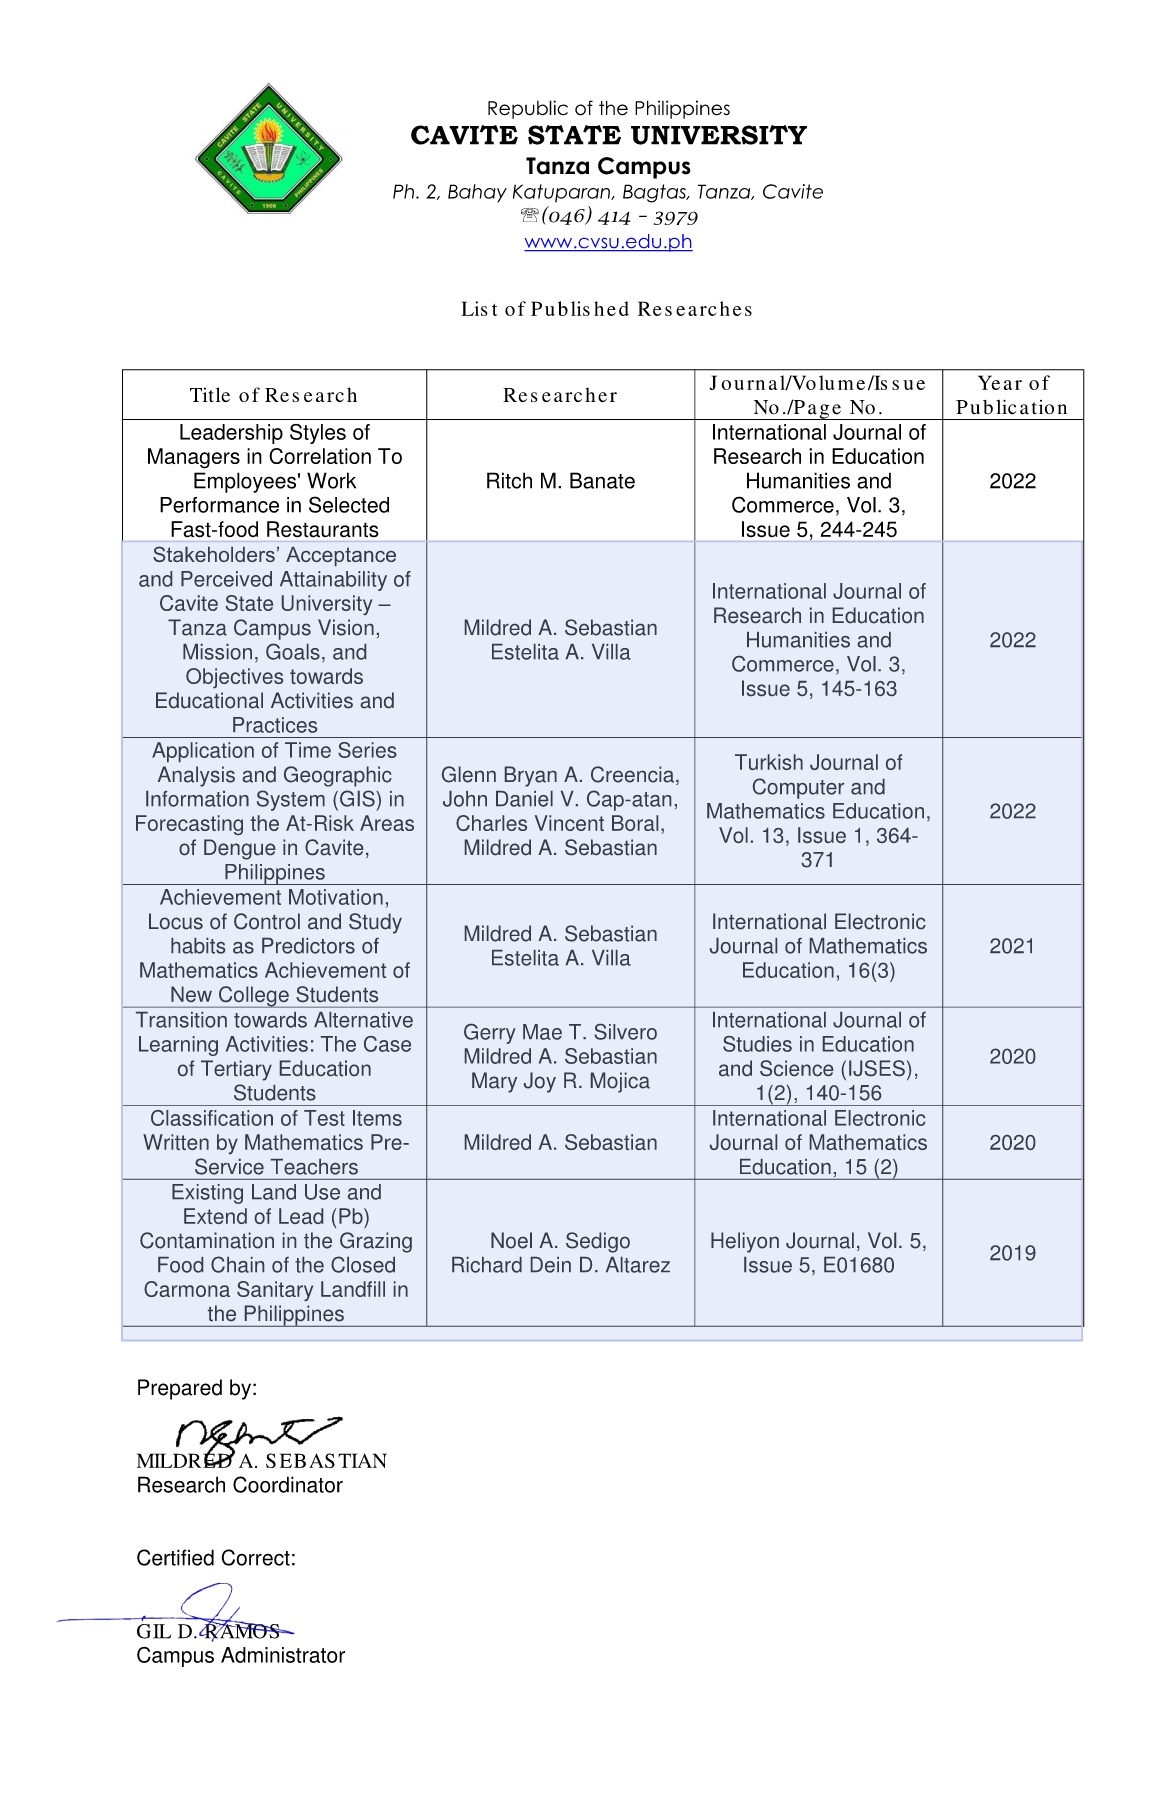 CAVITE STATE UNIVERSITY
CAVITE PHILIPPINES
1906
Republic of the Philippines
CAVITE STATE UNIVERSITY
Tanza Campus
Ph. 2, Bahay Katuparan, Bagtas, Tanza, Cavite
☏(046) 414 - 3979
www.cvsu.edu.ph
List of Published Researches
Title of Research
Researcher
Journal/Volume/Issue
No./Page No.
Year of
Publication
Leadership Styles of
Managers in Correlation To
Employees' Work
Performance in Selected
Fast-food Restaurants
Ritch M. Banate
International Journal of
Research in Education
Humanities and
Commerce, Vol. 3,
Issue 5, 244-245
2022
Stakeholders’ Acceptance
and Perceived Attainability of
Cavite State University –
Tanza Campus Vision,
Mission, Goals, and
Objectives towards
Educational Activities and
Practices
Mildred A. Sebastian
Estelita A. Villa
International Journal of
Research in Education
Humanities and
Commerce, Vol. 3,
Issue 5, 145-163
2022
Application of Time Series
Analysis and Geographic
Information System (GIS) in
Forecasting the At-Risk Areas
of Dengue in Cavite,
Philippines
Glenn Bryan A. Creencia,
John Daniel V. Cap-atan,
Charles Vincent Boral,
Mildred A. Sebastian
Turkish Journal of
Computer and
Mathematics Education,
Vol. 13, Issue 1, 364-
371
2022
Achievement Motivation,
Locus of Control and Study
habits as Predictors of
Mathematics Achievement of
New College Students
Mildred A. Sebastian
Estelita A. Villa
International Electronic
Journal of Mathematics
Education, 16(3)
2021
Transition towards Alternative
Learning Activities: The Case
of Tertiary Education
Students
Gerry Mae T. Silvero
Mildred A. Sebastian
Mary Joy R. Mojica
International Journal of
Studies in Education
and Science (IJSES),
1(2), 140-156
2020
Classification of Test Items
Written by Mathematics Pre-
Service Teachers
Mildred A. Sebastian
International Electronic
Journal of Mathematics
Education, 15 (2)
2020
Existing Land Use and
Extend of Lead (Pb)
Contamination in the Grazing
Food Chain of the Closed
Carmona Sanitary Landfill in
the Philippines
Noel A. Sedigo
Richard Dein D. Altarez
Heliyon Journal, Vol. 5,
Issue 5, E01680
2019
Prepared by:
MILDRED A. SEBASTIAN
Research Coordinator
Certified Correct:
GIL D. RAMOS
Campus Administrator